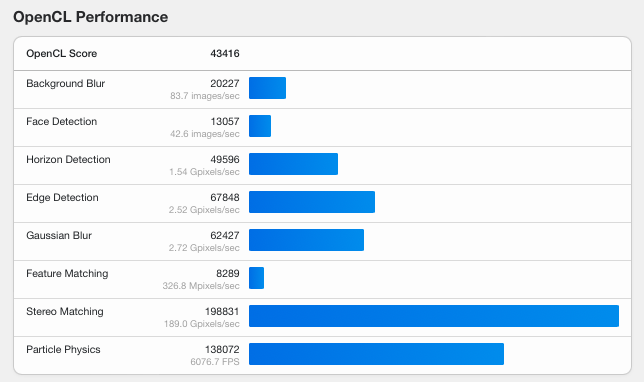 OpenCL Performance
OpenCL Score 43416
Background Blur 20227
83.7 images/sec
Face Detection 13057
42.6 images/sec
Horizon Detection 49596
1.54 Gpixels/sec
Edge Detection 67848
2.52 Gpixels/sec
Gaussian Blur 62427
2.72 Gpixels/sec
Feature Matching 8289
326.8 Mpixels/sec
Stereo Matching 198831
189.0 Gpixels/sec
Particle Physics 138072
6076.7 FPS